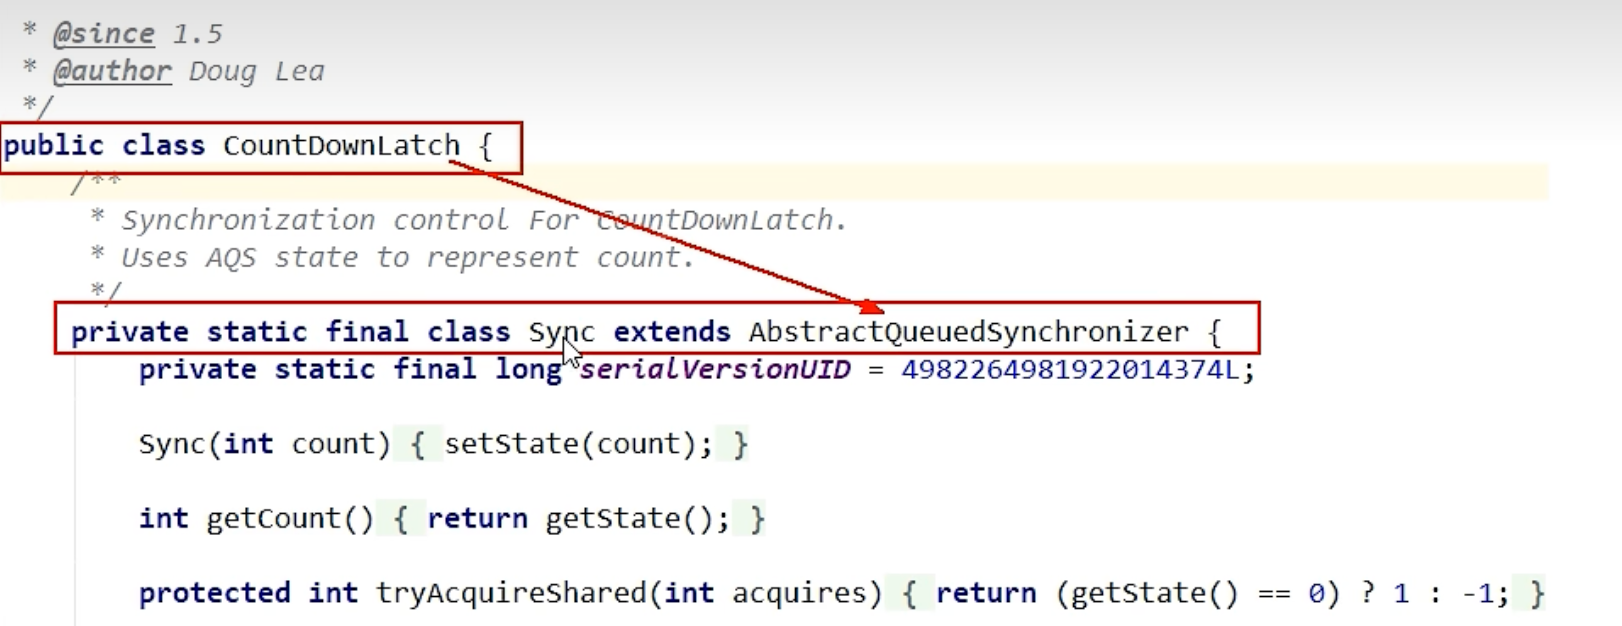 * @since 1.5
* @author Doug Lea
*/
public class CountDownLatch {
/**
* Synchronization control For CountDownLatch.
* Uses AQS state to represent count.
*/
private static final class Sync extends AbstractQueuedSynchronizer {
private static final long serialVersionUID = 4982264981922014374L;
Sync(int count) { setState(count); }
int getCount() { return getState(); }
protected int tryAcquireShared(int acquires) { return (getState() == 0) ? 1 : -1; }